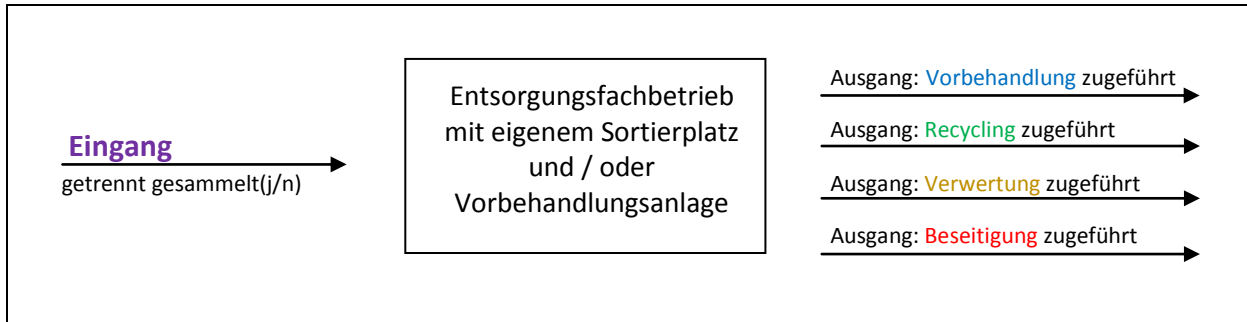 Eingang
getrennt gesammelt(j/n)
Entsorgungsfachbetrieb
mit eigenem Sortierplatz
und / oder
Vorbehandlungsanlage
Ausgang: Vorbehandlung zugeführt
Ausgang: Recycling zugeführt
Ausgang: Verwertung zugeführt
Ausgang: Beseitigung zugeführt